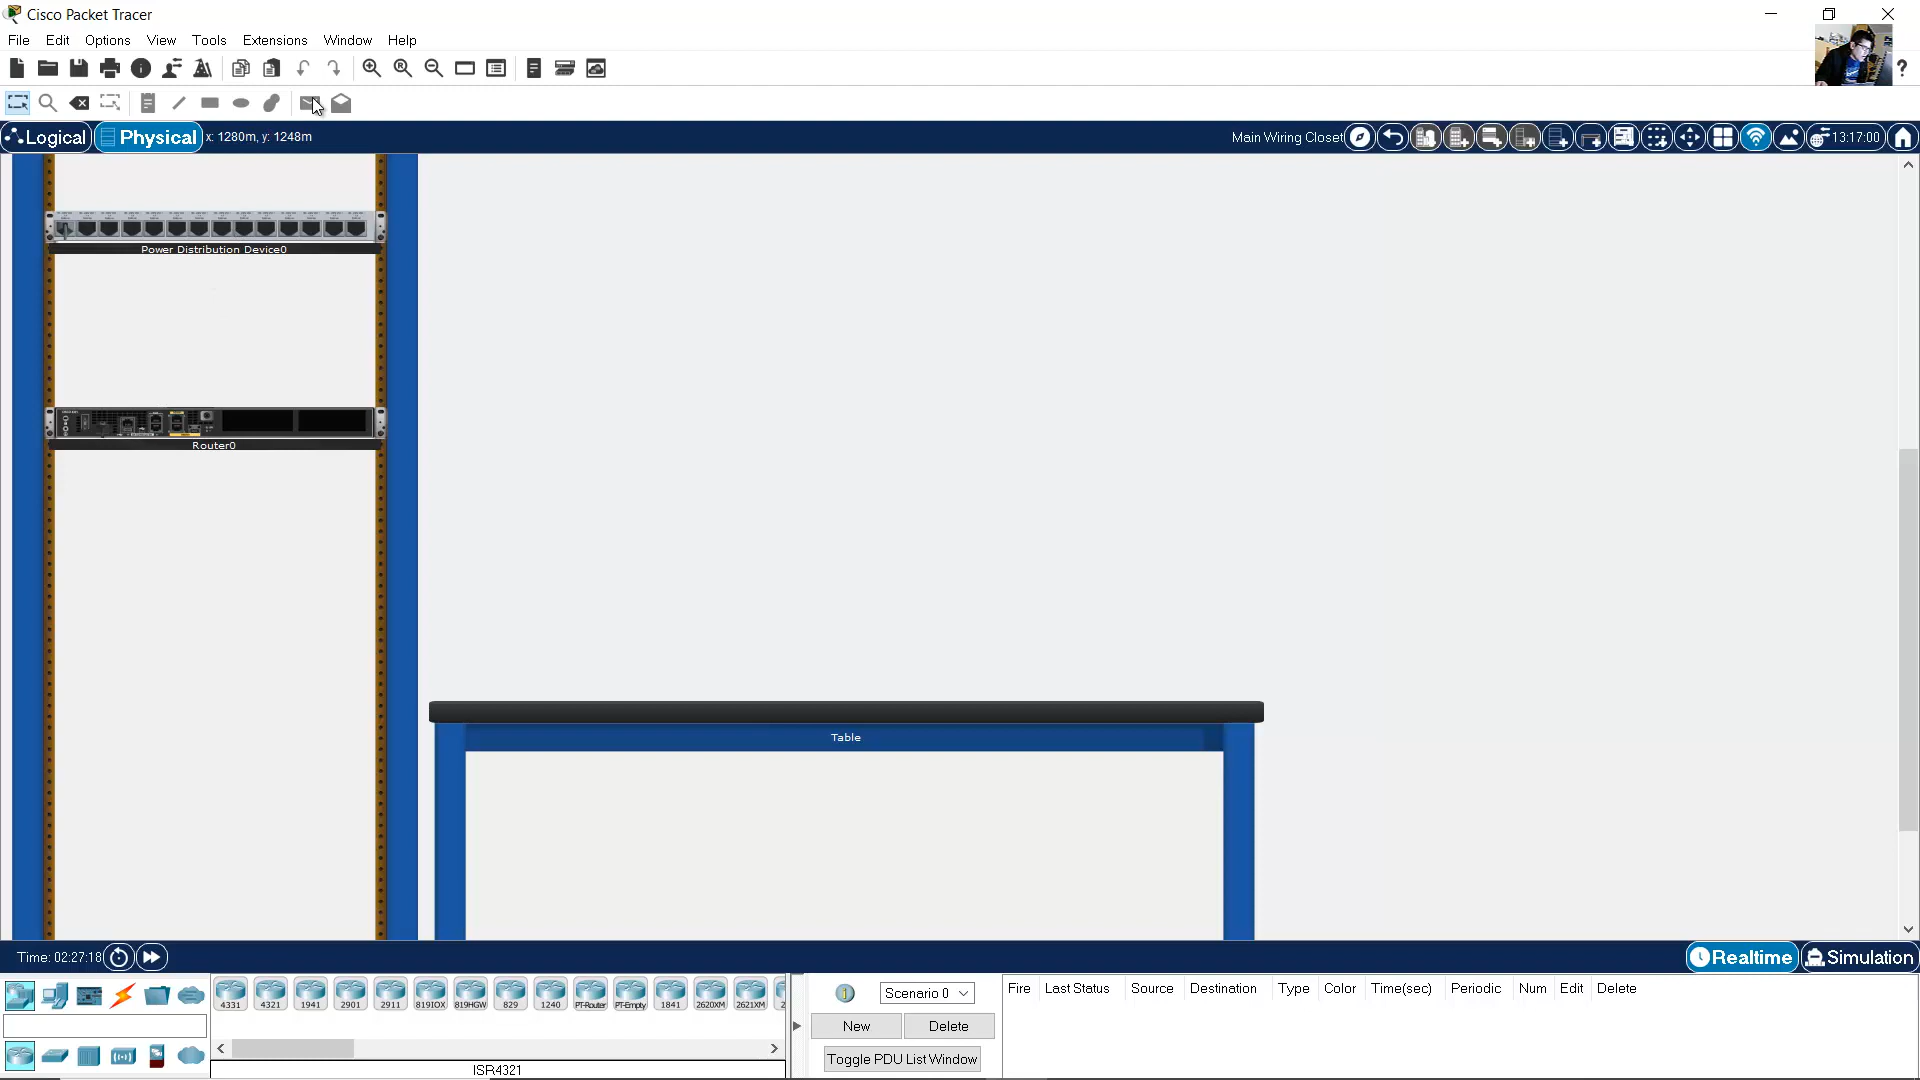 Cisco Packet Tracer
File Edit Options View Tools Extensions Window Help
?
Logical Physical x: 1280m, y: 1248m Main Wiring Closet 13:17:00
Power Distribution Device0
Router0
Table
Time: 02:27:18 Realtime Simulation
4331 4321 1941 2901 2911 819IOX 819HGW 829 1240 PT-Router PT-Empty 1841 2620XM 2621XM 2
ISR4321
Scenario 0
New Delete
Toggle PDU List Window
Fire Last Status Source Destination Type Color Time(sec) Periodic Num Edit Delete